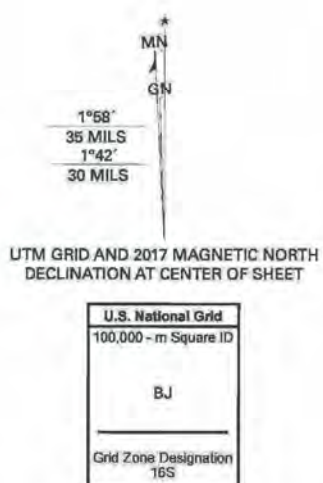 MN
GN
1°58´
35 MILS
1°42´
30 MILS
UTM GRID AND 2017 MAGNETIC NORTH
DECLINATION AT CENTER OF SHEET
U.S. National Grid
100,000 - m Square ID
BJ
Grid Zone Designation
16S